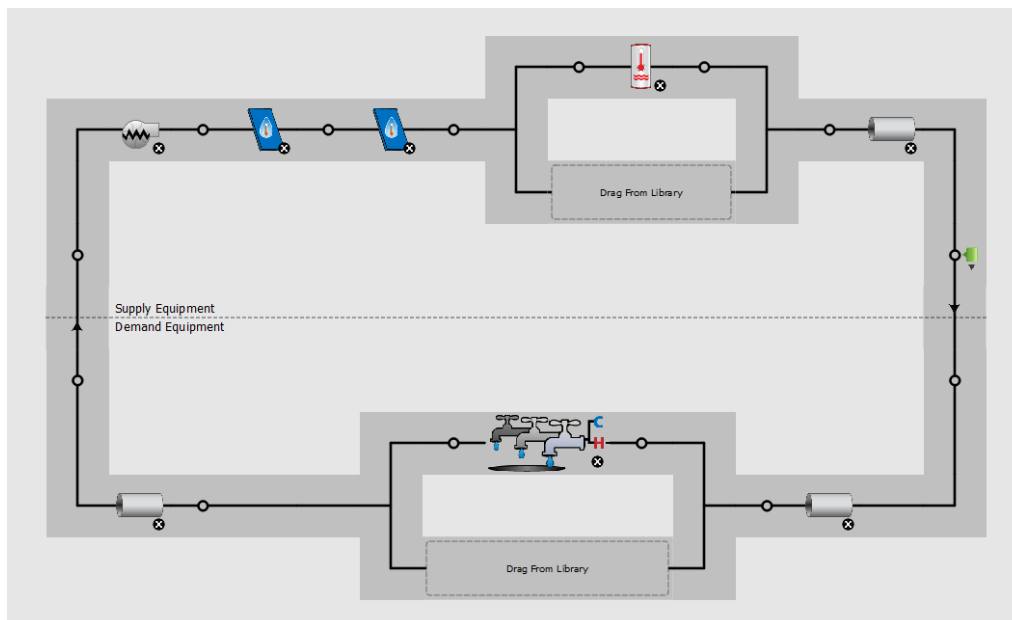 Drag From Library
Supply Equipment
Demand Equipment
C
H
Drag From Library